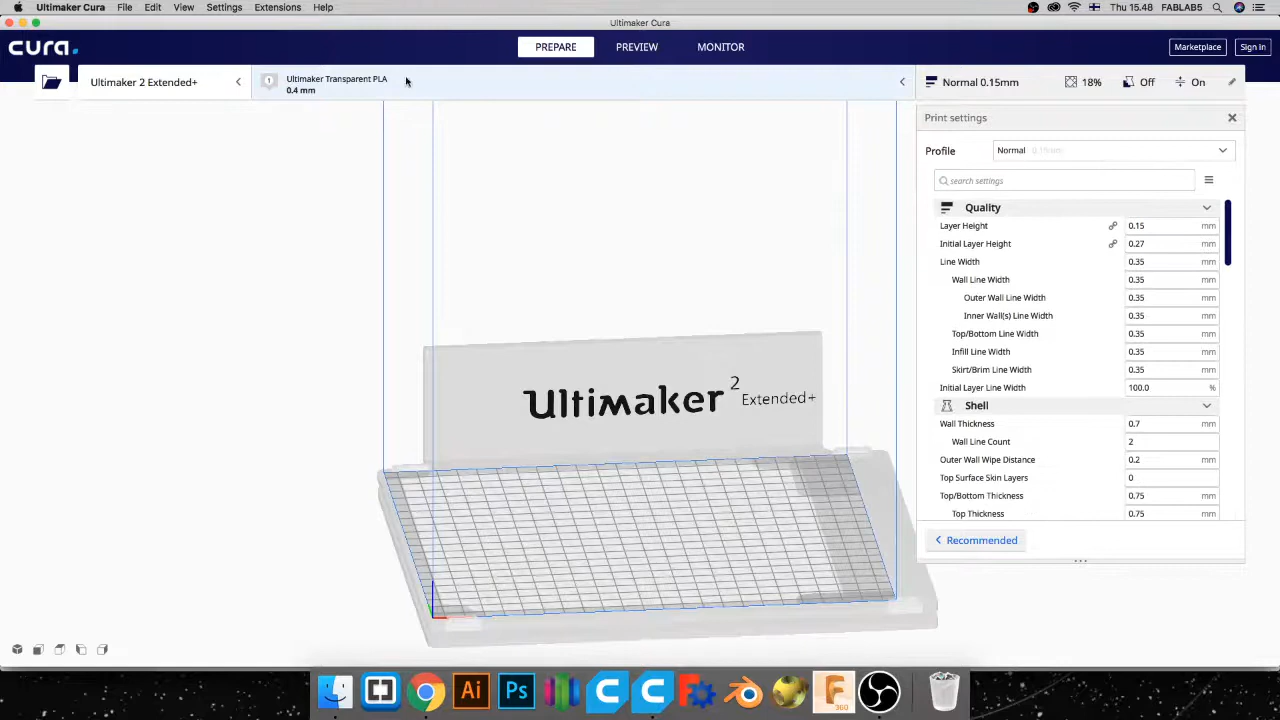 Ultimaker Cura File Edit View Settings Extensions Help Thu 15.48 FABLAB5
Ultimaker Cura
cura. PREPARE PREVIEW MONITOR Marketplace Sign In
Ultimaker 2 Extended+
1 Ultimaker Transparent PLA
0.4 mm
Normal 0.15mm 18% Off On
Print settings
Profile Normal 0.15mm
search settings
Quality
Layer Height 0.15 mm
Initial Layer Height 0.27 mm
Line Width 0.35 mm
Wall Line Width 0.35 mm
Outer Wall Line Width 0.35 mm
Inner Wall(s) Line Width 0.35 mm
Top/Bottom Line Width 0.35 mm
Infill Line Width 0.35 mm
Skirt/Brim Line Width 0.35 mm
Initial Layer Line Width 100.0 %
Shell
Wall Thickness 0.7 mm
Wall Line Count 2
Outer Wall Wipe Distance 0.2 mm
Top Surface Skin Layers 0
Top/Bottom Thickness 0.75 mm
Top Thickness 0.75 mm
Recommended
Ultimaker 2 Extended+
Ai Ps
360